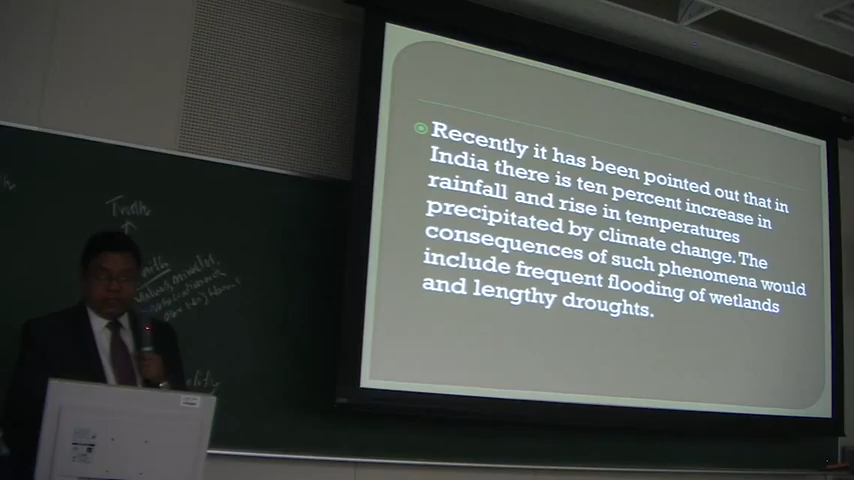 Recently it has been pointed out that in
India there is ten percent increase in
rainfall and rise in temperatures
precipitated by climate change. The
consequences of such phenomena would
include frequent flooding of wetlands
and lengthy droughts.
Truth